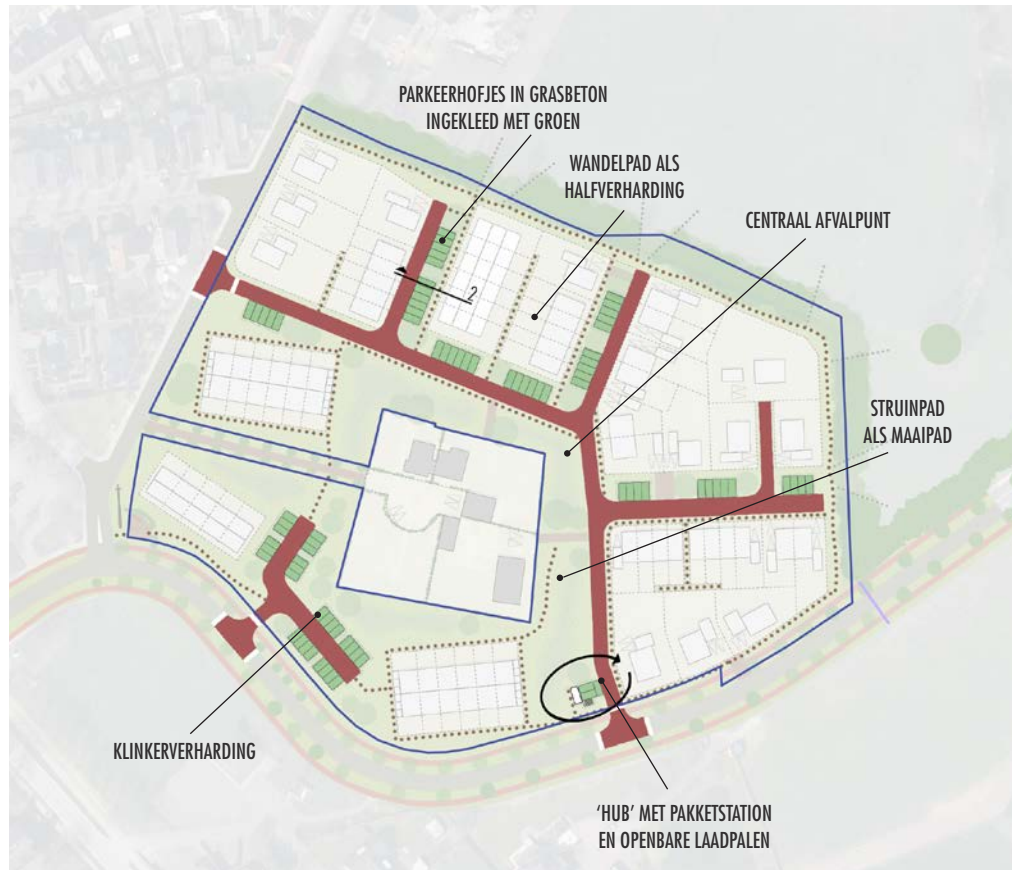 PARKEERHOFJES IN GRASBETON
INGEKLEED MET GROEN
WANDELPAD ALS
HALFVERHARDING
CENTRAAL AFVALPUNT
2
STRUINPAD
ALS MAAIPAD
KLINKERVERHARDING
‘HUB’ MET PAKKETSTATION
EN OPENBARE LAADPALEN